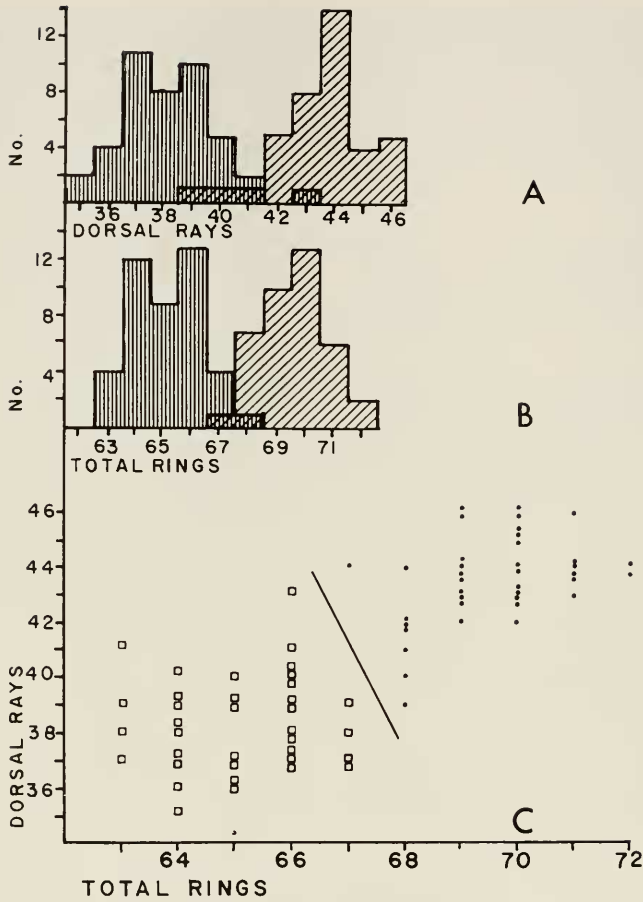 12
8
4
No.
36 38 40 42 44 46
DORSAL RAYS
A
12
8
4
No.
63 65 67 69 71
TOTAL RINGS
B
46
44
42
40
38
36
DORSAL RAYS
C
64 66 68 70 72
TOTAL RINGS